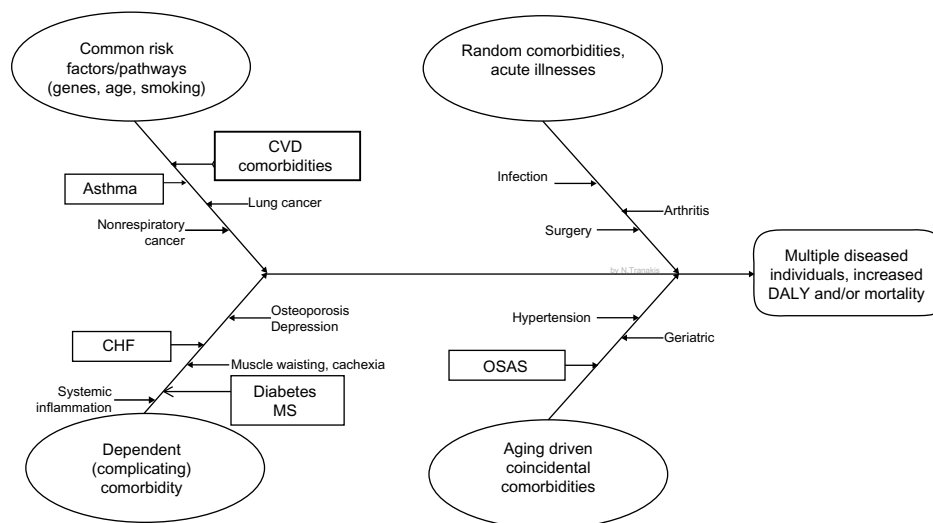 Common risk
factors/pathways
(genes, age, smoking)
Random comorbidities,
acute illnesses
CVD
comorbidities
Asthma
Lung cancer
Nonrespiratory
cancer
Infection
Arthritis
Surgery
by N.Tranakis
Multiple diseased
individuals, increased
DALY and/or mortality
Osteoporosis
Depression
CHF
Muscle waisting, cachexia
Diabetes
MS
Systemic
inflammation
Hypertension
Geriatric
OSAS
Dependent
(complicating)
comorbidity
Aging driven
coincidental
comorbidities